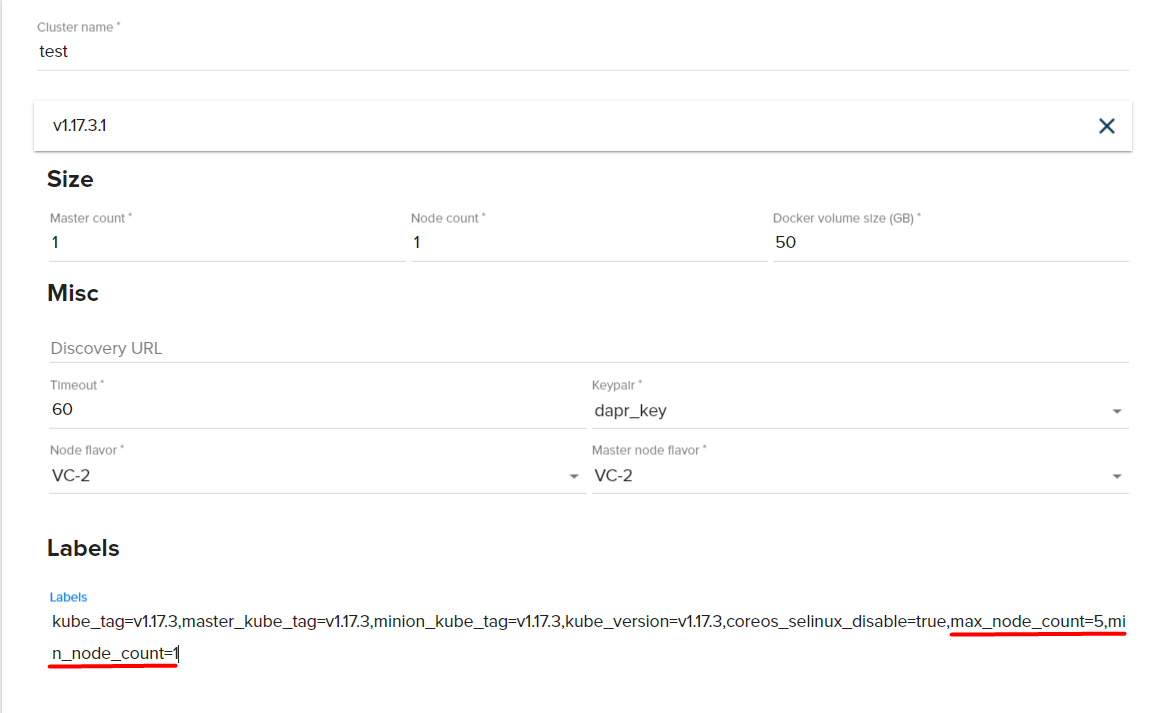 Cluster name *
test
v1.17.3.1
Size
Master count * Node count * Docker volume size (GB) *
1 1 50
Misc
Discovery URL
Timeout * Keypair *
60 dapr_key
Node flavor * Master node flavor *
VC-2 VC-2
Labels
Labels
kube_tag=v1.17.3,master_kube_tag=v1.17.3,minion_kube_tag=v1.17.3,kube_version=v1.17.3,coreos_selinux_disable=true,max_node_count=5,mi
n_node_count=1